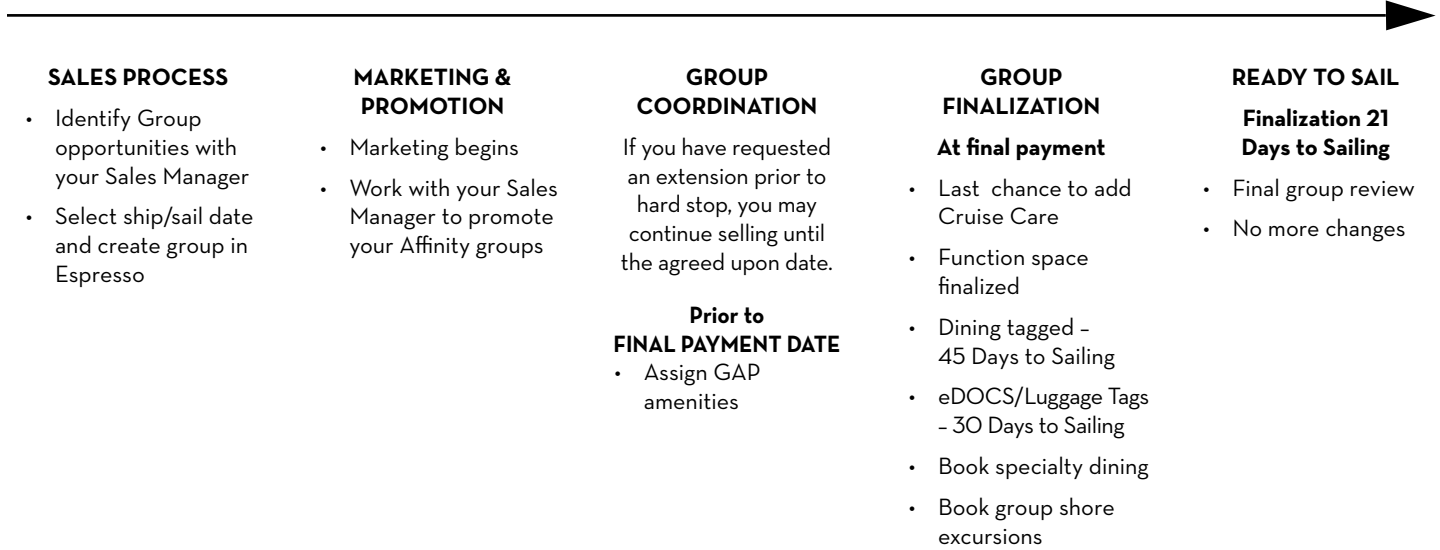 SALES PROCESS
• Identify Group
opportunities with
your Sales Manager
• Select ship/sail date
and create group in
Espresso
MARKETING &
PROMOTION
• Marketing begins
• Work with your Sales
Manager to promote
your Affinity groups
GROUP
COORDINATION
If you have requested
an extension prior to
hard stop, you may
continue selling until
the agreed upon date.
Prior to
FINAL PAYMENT DATE
• Assign GAP
amenities
GROUP
FINALIZATION
At final payment
• Last chance to add
Cruise Care
• Function space
finalized
• Dining tagged –
45 Days to Sailing
• eDOCS/Luggage Tags
– 30 Days to Sailing
• Book specialty dining
• Book group shore
excursions
READY TO SAIL
Finalization 21
Days to Sailing
• Final group review
• No more changes